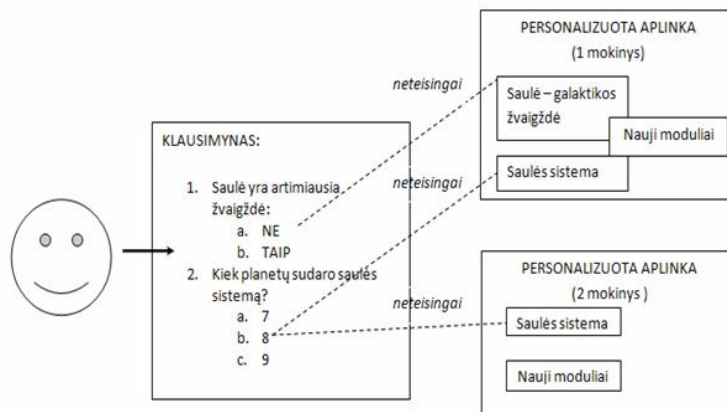 KLAUSIMYNAS:
1. Saulė yra artimiausia
žvaigždė:
a. NE
b. TAIP
2. Kiek planetų sudaro saulės
sistemą?
a. 7
b. 8
c. 9
neteisingai
neteisingai
neteisingai
PERSONALIZUOTA APLINKA
(1 mokinys)
Saulė – galaktikos
žvaigždė
Nauji moduliai
Saulės sistema
PERSONALIZUOTA APLINKA
(2 mokinys )
Saulės sistema
Nauji moduliai